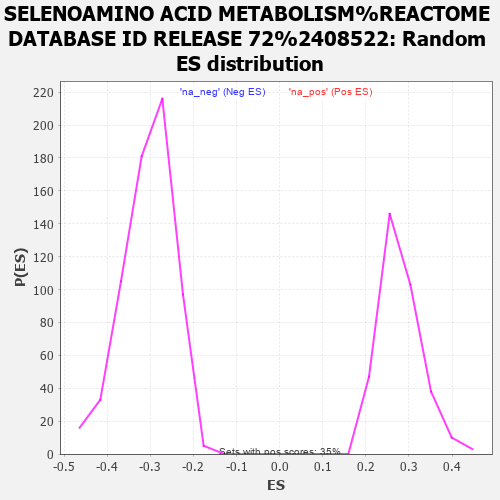 SELENOAMINO ACID METABOLISM%REACTOME
DATABASE ID RELEASE 72%2408522: Random
ES distribution
'na_neg' (Neg ES) 'na_pos' (Pos ES)
220
200
180
160
140
120
100
80
60
40
20
0
P(ES)
Sets with pos scores: 35%
-0.5 -0.4 -0.3 -0.2 -0.1 0.0 0.1 0.2 0.3 0.4
ES